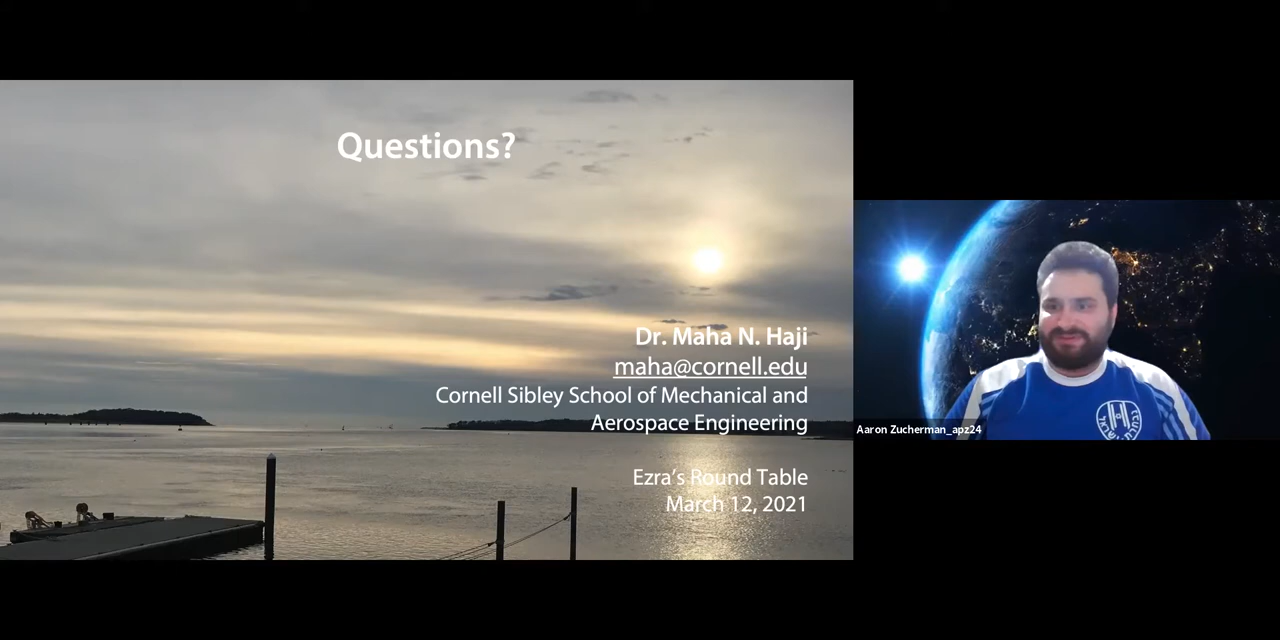 Questions?
Dr. Maha N. Haji
maha@cornell.edu
Cornell Sibley School of Mechanical and
Aerospace Engineering
Ezra's Round Table
March 12, 2021
Aaron Zucherman_apz24